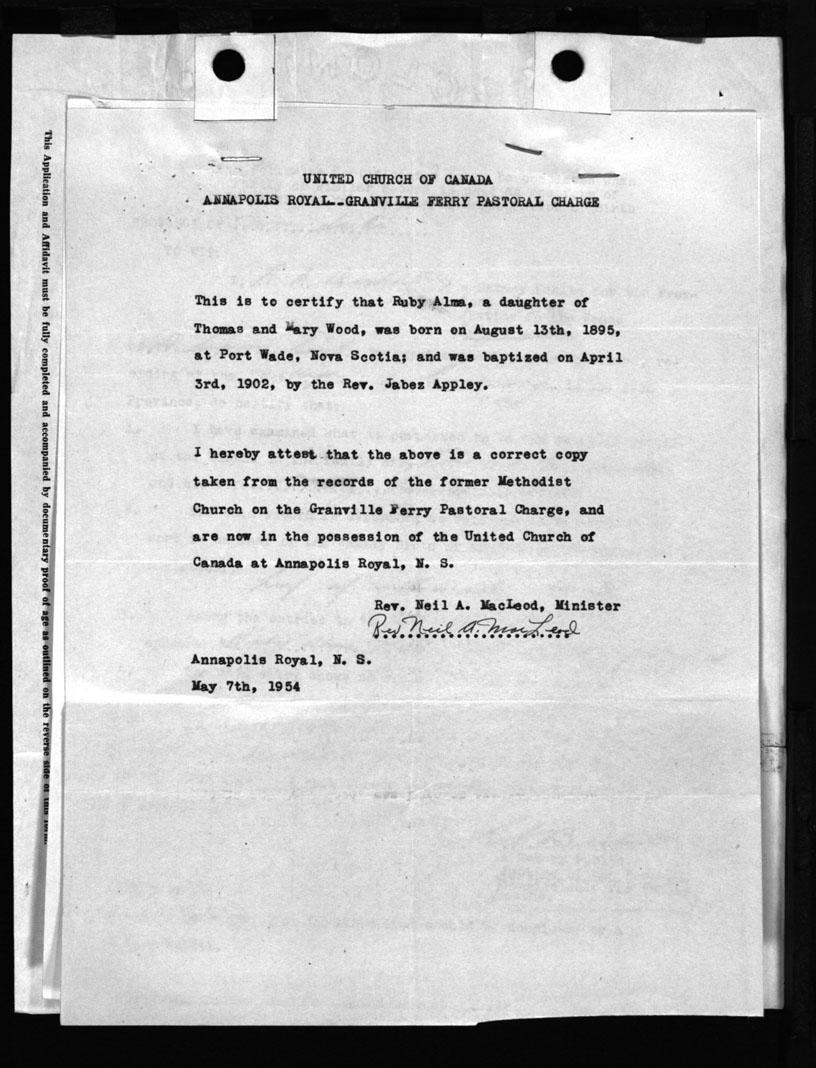 UNITED CHURCH OF CANADA
ANNAPOLIS ROYAL--GRANVILLE FERRY PASTORAL CHARGE
This is to certify that Ruby Alma, a daughter of
Thomas and Mary Wood, was born on August 13th, 1895,
at Port Wade, Nova Scotia; and was baptized on April
3rd, 1902, by the Rev. Jabez Appley.
I hereby attest that the above is a correct copy
taken from the records of the former Methodist
Church on the Granville Ferry Pastoral Charge, and
are now in the possession of the United Church of
Canada at Annapolis Royal, N. S.
Rev. Neil A. MacLeod, Minister
Rev. Neil A. MacLeod
Annapolis Royal, N. S.
May 7th, 1954
This Application and Affidavit must be fully completed and accompanied by documentary proof of age as outlined on the reverse side of this form.